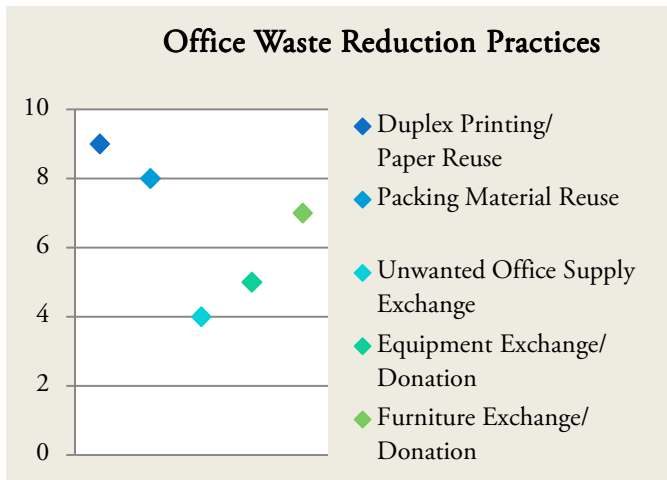 Office Waste Reduction Practices
10
8
6
4
2
0
Duplex Printing/
Paper Reuse
Packing Material Reuse
Unwanted Office Supply
Exchange
Equipment Exchange/
Donation
Furniture Exchange/
Donation